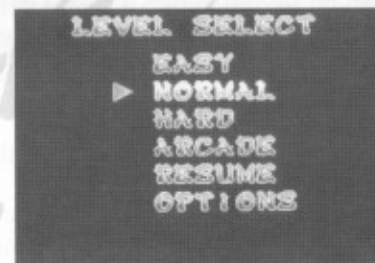 LEVEL SELECT
EASY
NORMAL
HARD
ARCADE
RESUME
OPTIONS